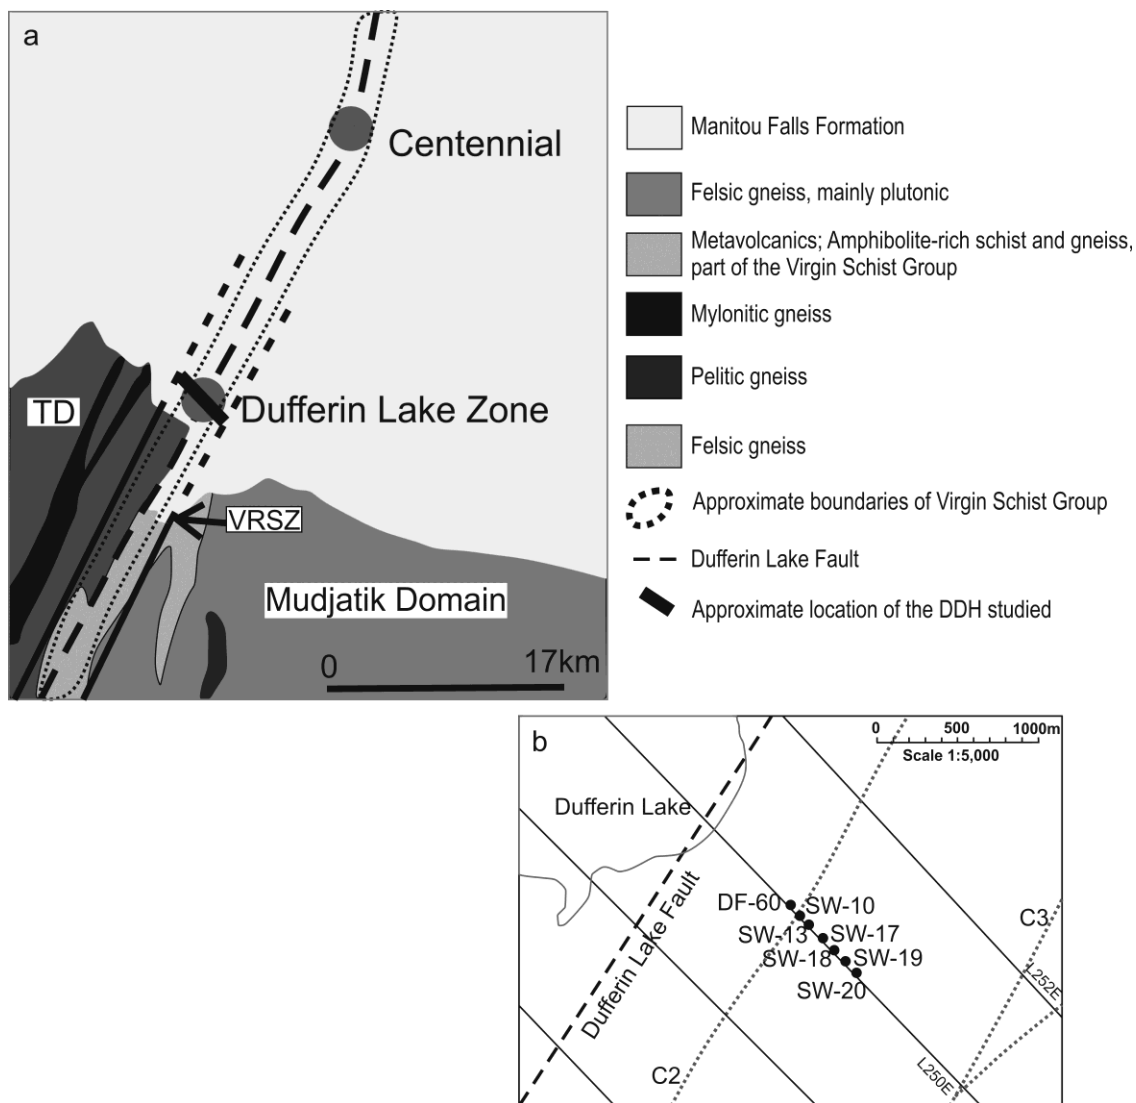 a
Centennial
Dufferin Lake Zone
TD
VRSZ
Mudjatik Domain
0
17km
Manitou Falls Formation
Felsic gneiss, mainly plutonic
Metavolcanics; Amphibolite-rich schist and gneiss,
part of the Virgin Schist Group
Mylonitic gneiss
Pelitic gneiss
Felsic gneiss
Approximate boundaries of Virgin Schist Group
Dufferin Lake Fault
Approximate location of the DDH studied
b
0 500 1000m
Scale 1:5,000
Dufferin Lake
Dufferin Lake Fault
DF-60
SW-10
SW-13
SW-17
SW-18
SW-19
SW-20
C3
L252E
C2
L250E